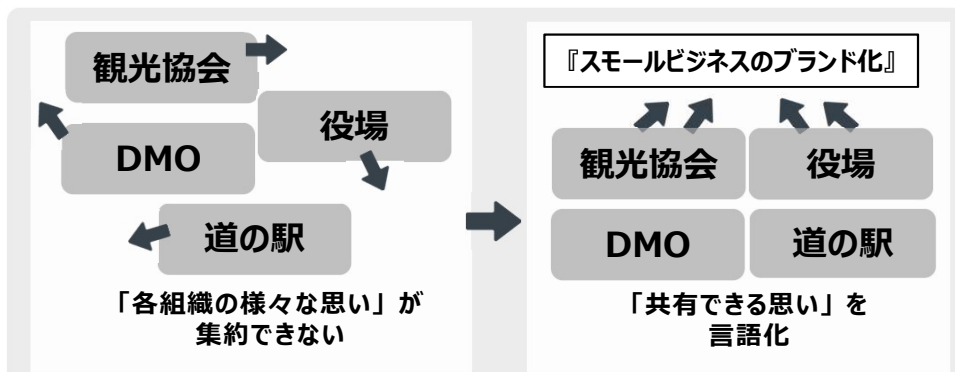 観光協会
役場
DMO
道の駅
「各組織の様々な思い」が
集約できない
『スモールビジネスのブランド化』
観光協会
役場
DMO
道の駅
「共有できる思い」を
言語化